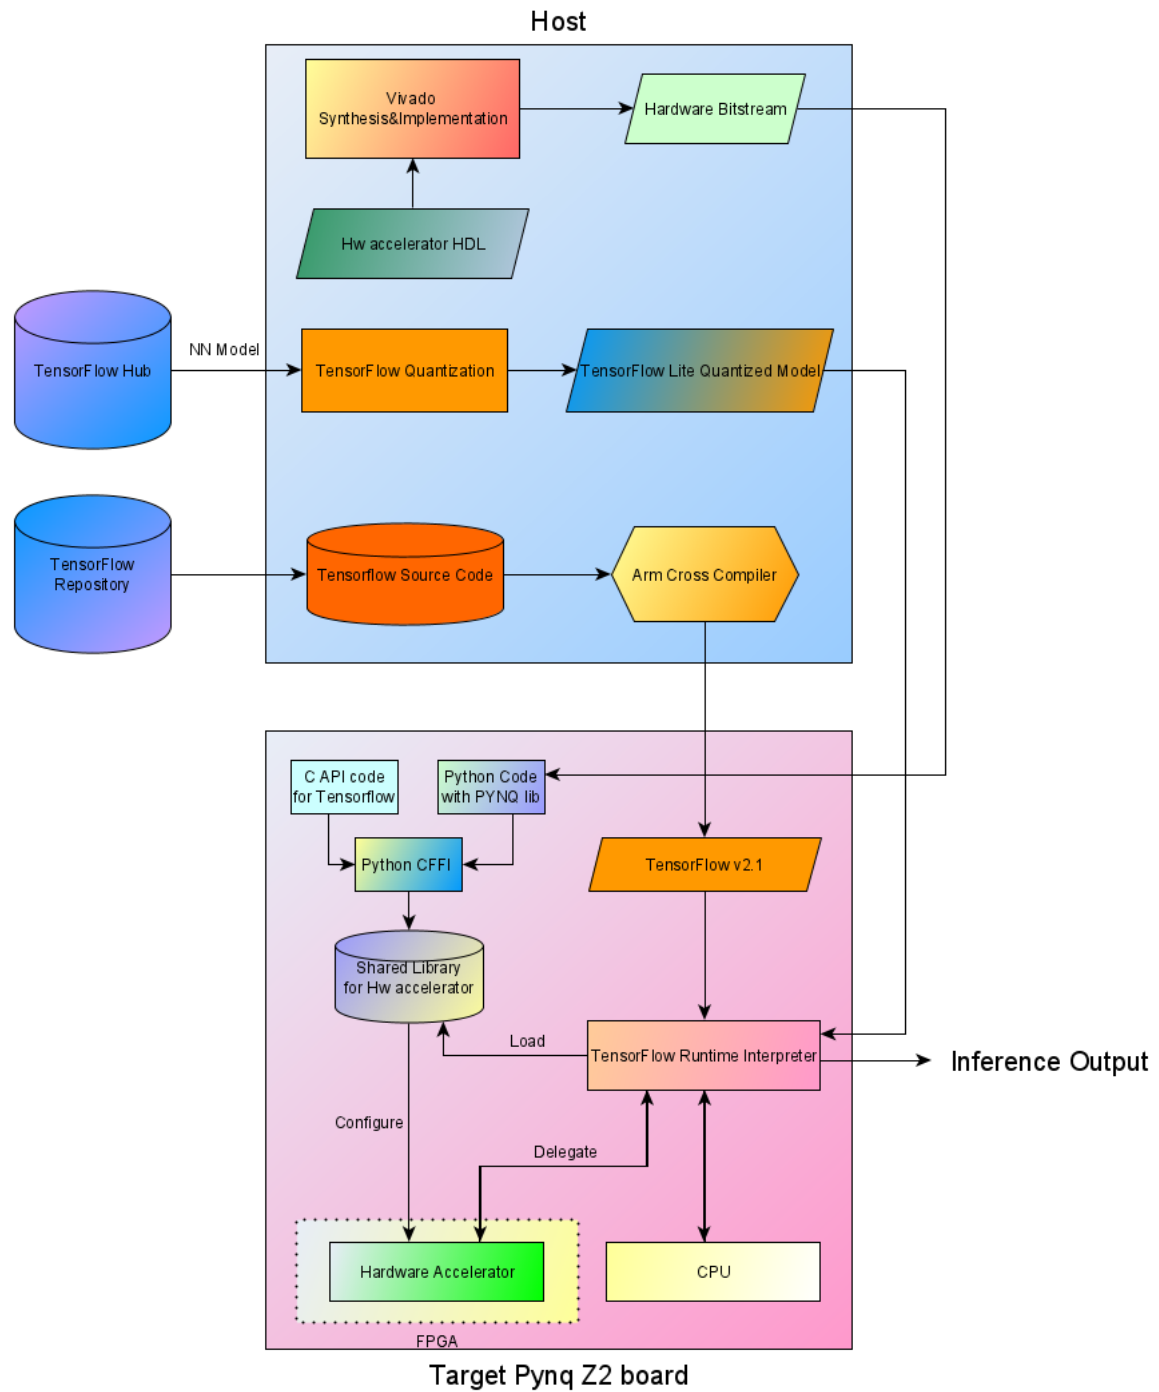 Host
Vivado
Synthesis&Implementation
Hardware Bitstream
Hw accelerator HDL
TensorFlow Hub
NN Model
TensorFlow Quantization
TensorFlow Lite Quantized Model
TensorFlow
Repository
Tensorflow Source Code
Arm Cross Compiler
C API code
for Tensorflow
Python Code
with PYNQ lib
Python CFFI
TensorFlow v2.1
Shared Library
for Hw accelerator
Load
TensorFlow Runtime Interpreter
Inference Output
Configure
Delegate
Hardware Accelerator
CPU
FPGA
Target Pynq Z2 board